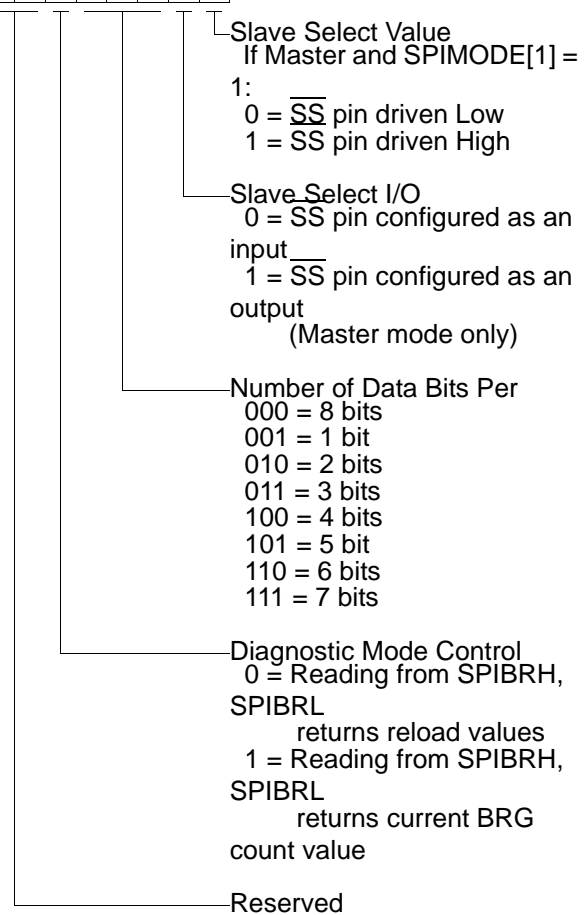 Slave Select Value
If Master and SPIMODE[1] =
1:
0 = SS pin driven Low
1 = SS pin driven High
Slave Select I/O
0 = SS pin configured as an
input
1 = SS pin configured as an
output
(Master mode only)
Number of Data Bits Per
000 = 8 bits
001 = 1 bit
010 = 2 bits
011 = 3 bits
100 = 4 bits
101 = 5 bit
110 = 6 bits
111 = 7 bits
Diagnostic Mode Control
0 = Reading from SPIBRH,
SPIBRL
returns reload values
1 = Reading from SPIBRH,
SPIBRL
returns current BRG
count value
Reserved